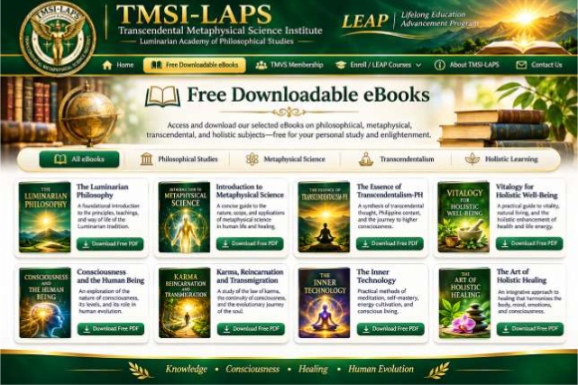 TMSI-LAPS
TMSI-LAPS
Transcendental Metaphysical Science Institute
Luminarian Academy of Philosophical Studies
LEAP
Lifelong Education
Advancement Program
Home
Free Downloadable eBooks
TMVS Membership
Enroll / LEAP Courses
About TMSI-LAPS
Contact Us
Free Downloadable eBooks
Access and download our selected eBooks on philosophical, metaphysical,
transcendental, and holistic subjects—free for your personal study and enlightenment.
All eBooks
Philosophical Studies
Metaphysical Science
Transcendentalism
Holistic Learning
THE
LUMINARIAN
PHILOSOPHY
The Luminarian
Philosophy
A foundational introduction
to the principles, teachings,
and way of life of the
Luminarian tradition.
Download Free PDF
INTRODUCTION TO
METAPHYSICAL
SCIENCE
Introduction to
Metaphysical Science
A concise guide to the
nature, scope, and applications
of metaphysical science
in human life and healing.
Download Free PDF
THE ESSENCE OF
TRANSCENDENTALISM-PH
The Essence of
Transcendentalism-PH
A synthesis of transcendental
thought, Philippine context,
and the journey to higher
consciousness.
Download Free PDF
VITALOGY
FOR
HOLISTIC
WELL-BEING
Vitalogy for
Holistic Well-Being
A practical guide to vitality,
natural living, and the
holistic enhancement of
health and life energy.
Download Free PDF
CONSCIOUSNESS
AND THE HUMAN
BEING
Consciousness
and the Human Being
An exploration of the
nature of consciousness,
its levels, and its role in
human evolution.
Download Free PDF
KARMA
REINCARNATION
AND
TRANSMIGRATION
Karma, Reincarnation
and Transmigration
A study of the law of karma,
the continuity of consciousness,
and the evolutionary journey
of the soul.
Download Free PDF
THE
INNER
TECHNOLOGY
The Inner
Technology
Practical methods of
meditation, self-mastery,
energy cultivation, and
conscious living.
Download Free PDF
THE
ART OF
HOLISTIC
HEALING
The Art of
Holistic Healing
An integrative approach to
healing that harmonizes the
body, mind, emotions,
and consciousness.
Download Free PDF
Knowledge • Consciousness • Healing • Human Evolution